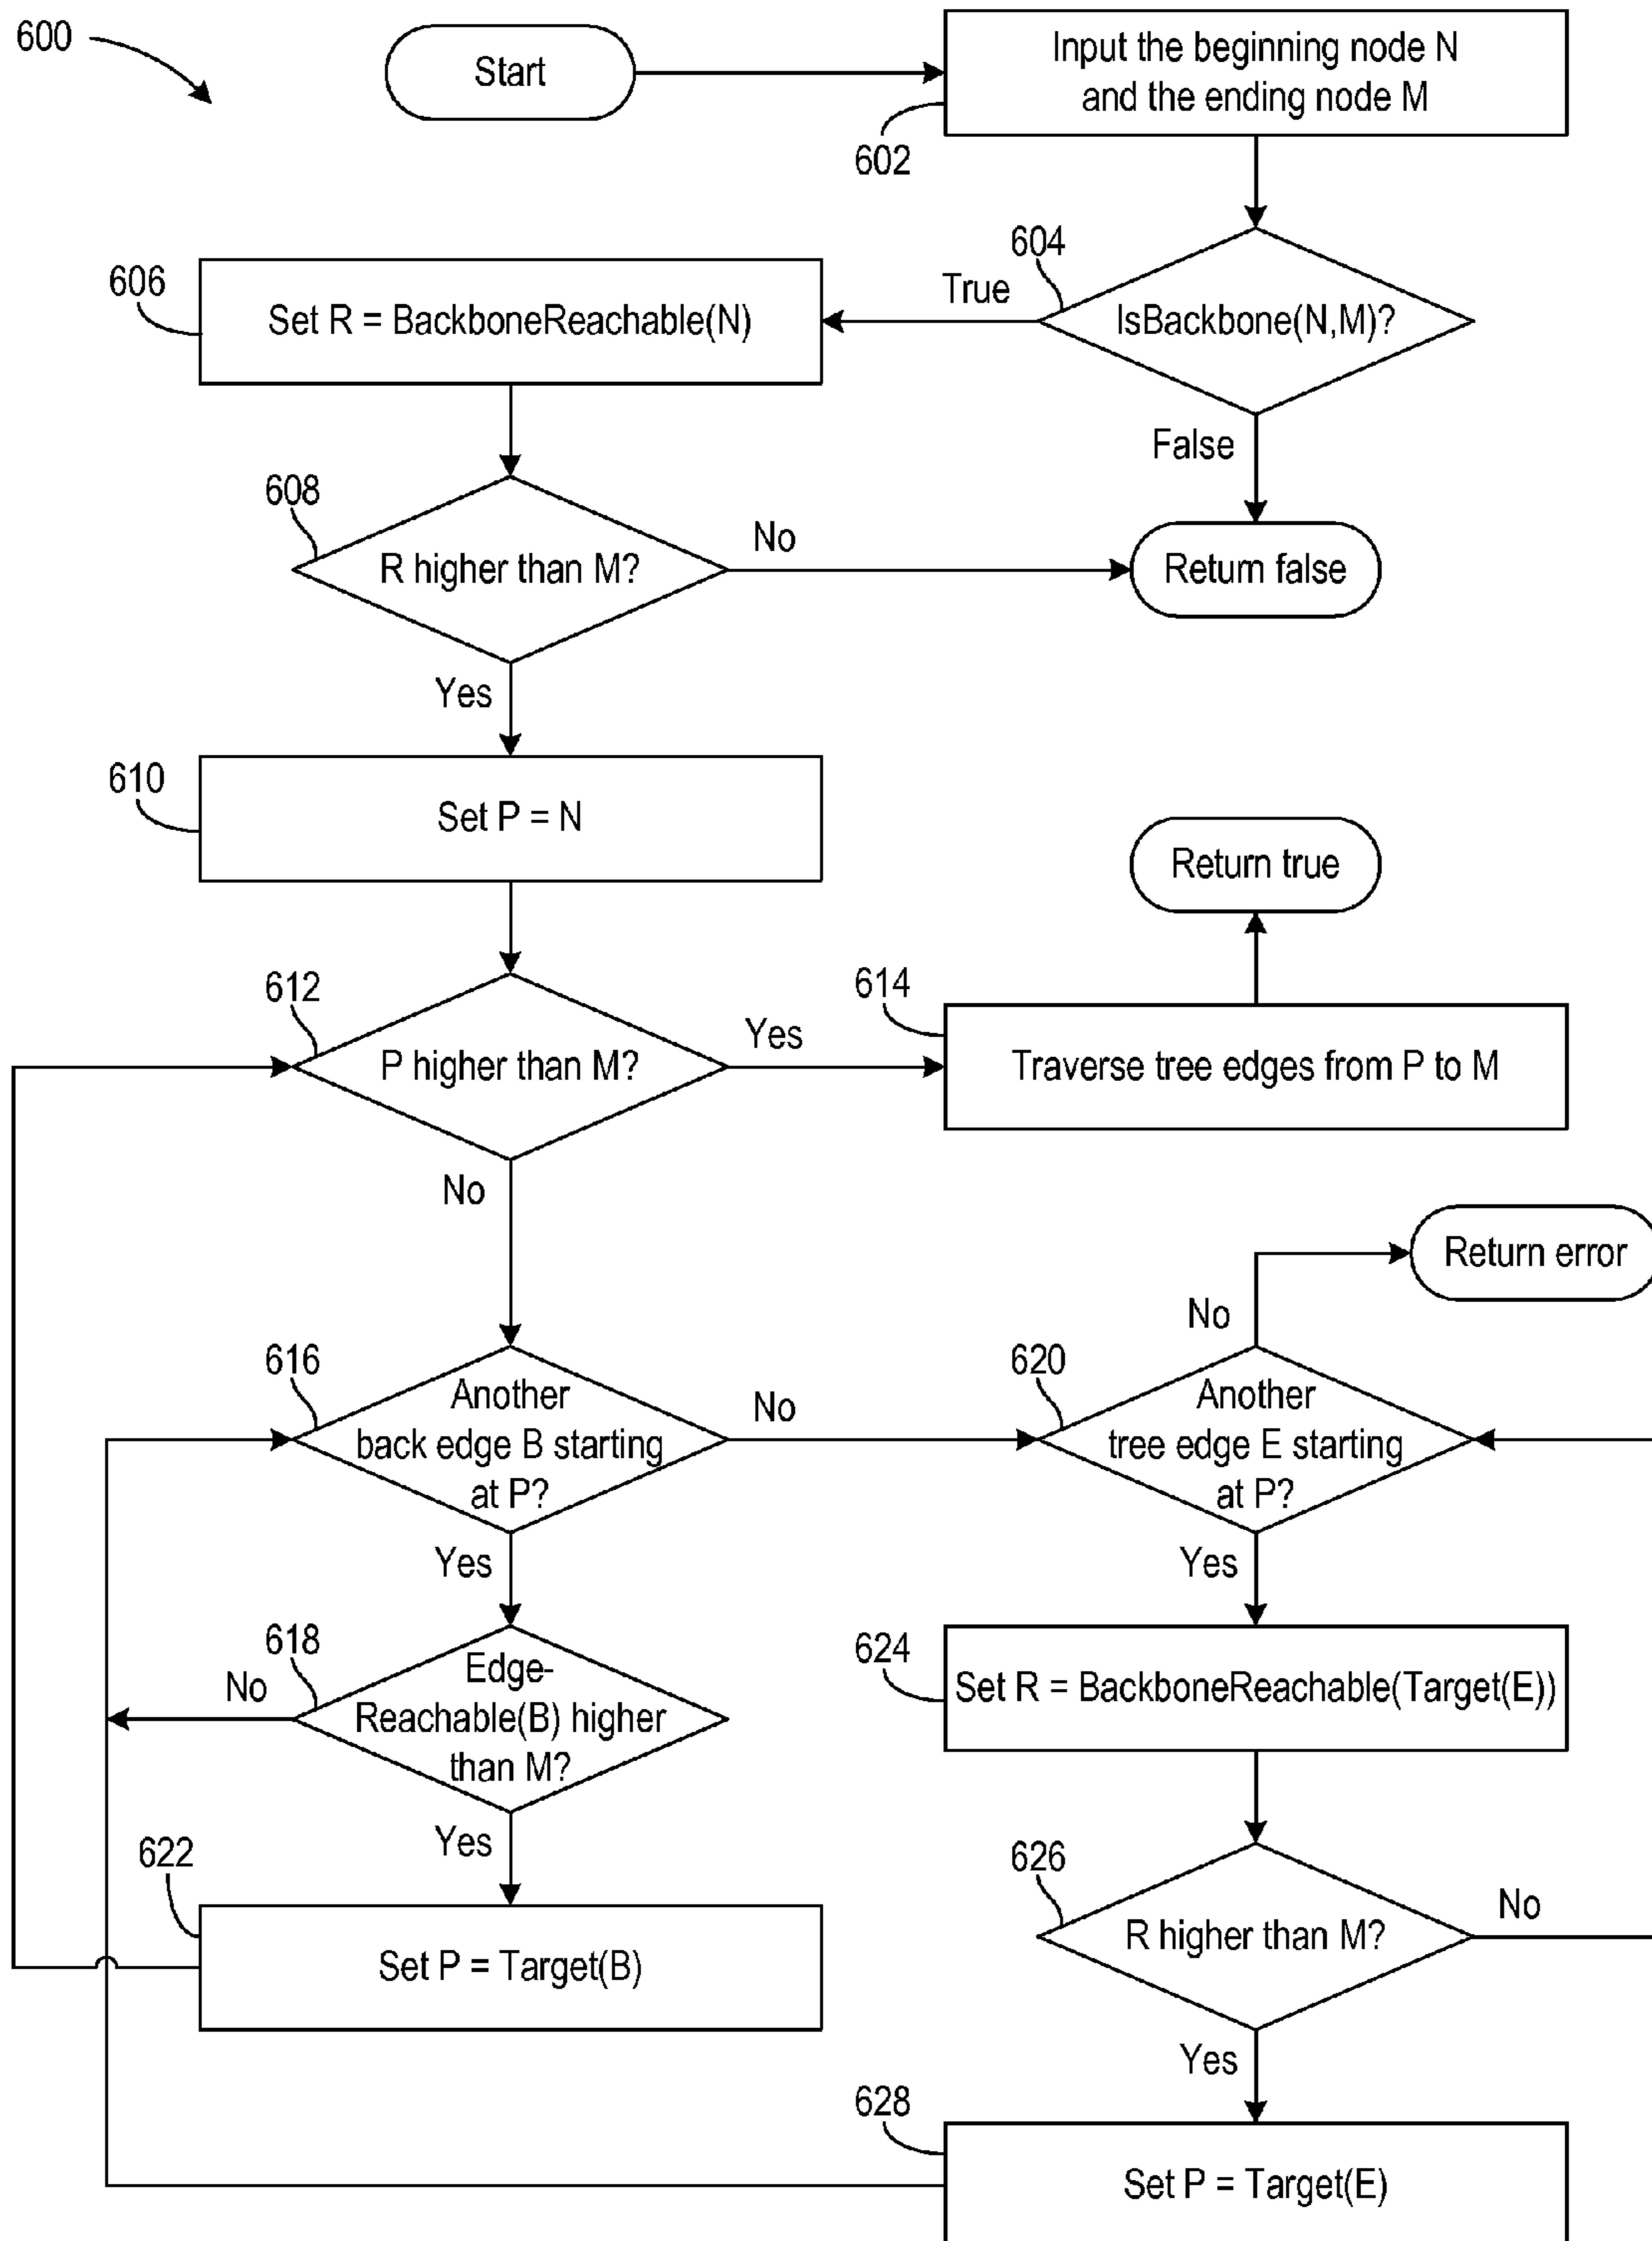 600
Start
Input the beginning node N
and the ending node M
602
604
IsBackbone(N,M)?
True
False
606
Set R = BackboneReachable(N)
608
R higher than M?
No
Return false
Yes
610
Set P = N
Return true
612
P higher than M?
Yes
614
Traverse tree edges from P to M
No
Return error
616
Another
back edge B starting
at P?
No
620
Another
tree edge E starting
at P?
No
Yes
Yes
618
Edge-
Reachable(B) higher
than M?
No
624
Set R = BackboneReachable(Target(E))
Yes
622
Set P = Target(B)
626
R higher than M?
No
Yes
628
Set P = Target(E)